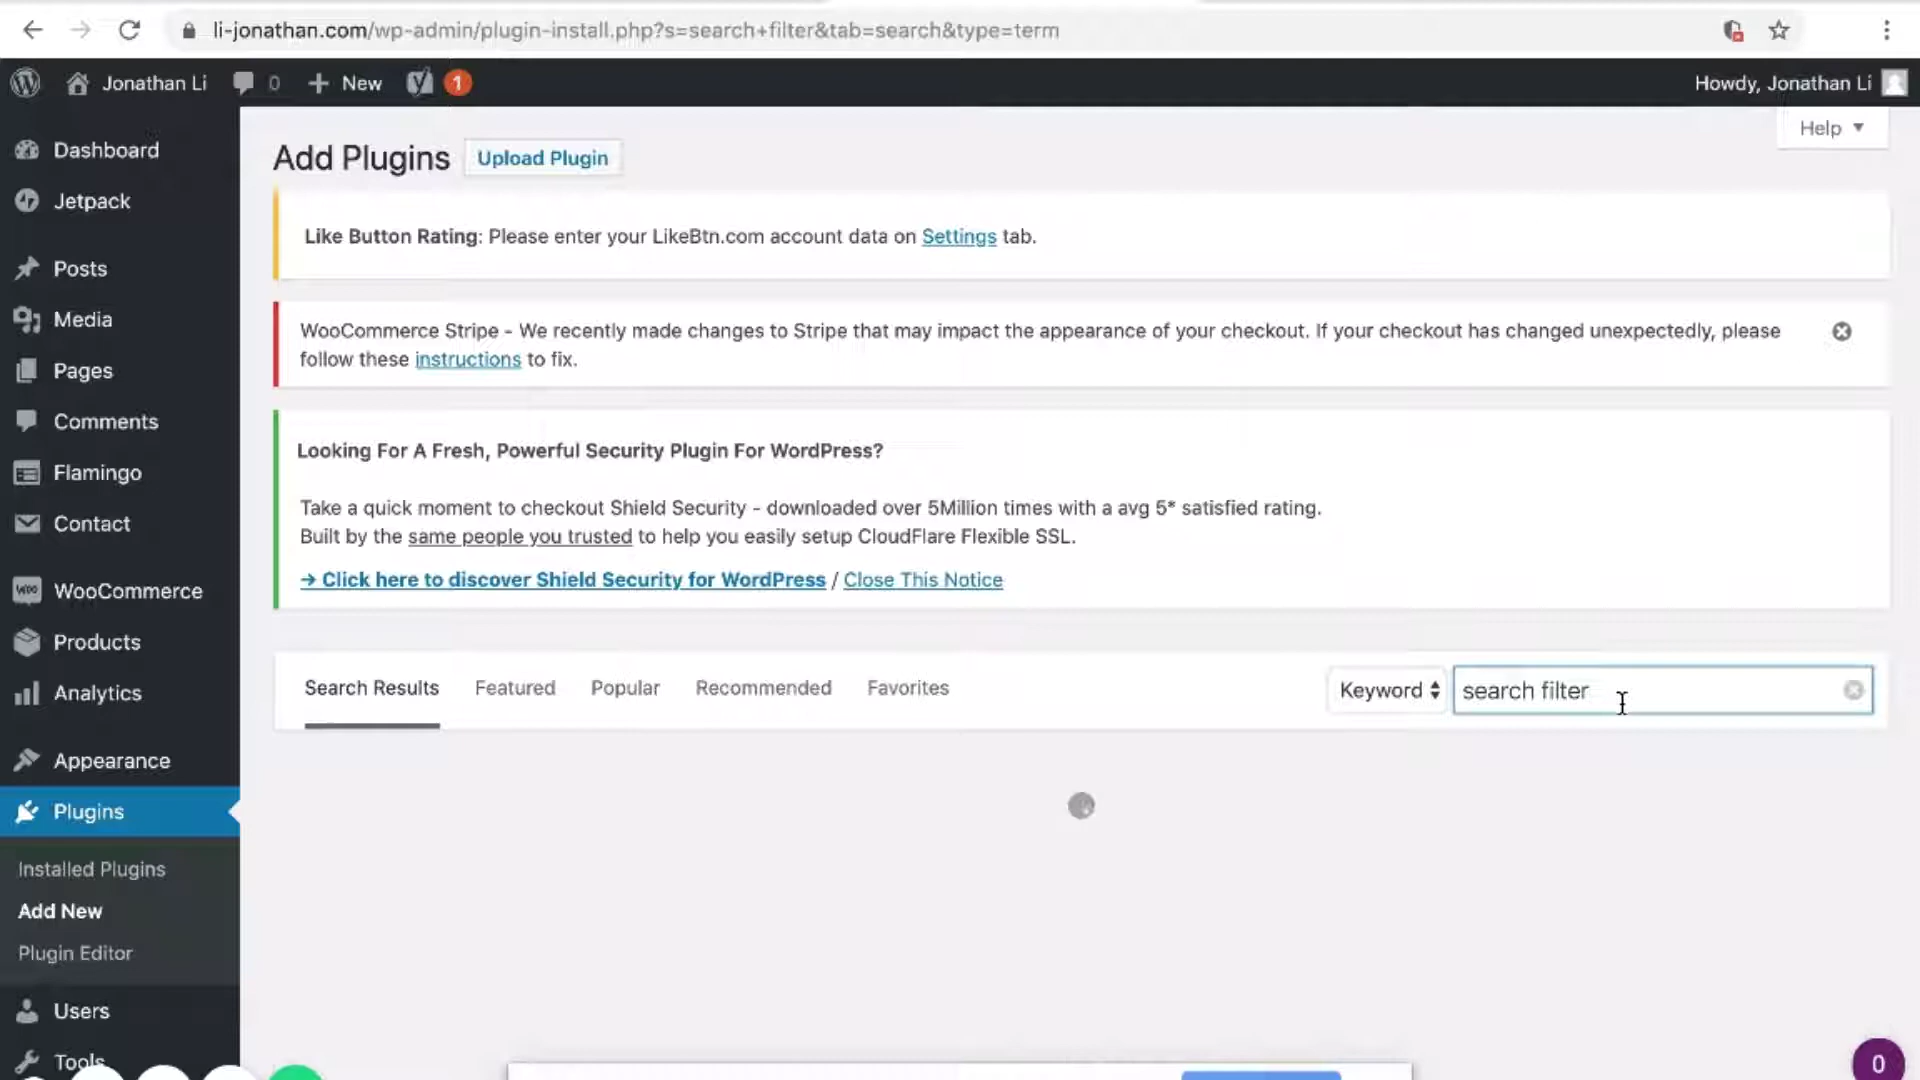 li-jonathan.com/wp-admin/plugin-install.php?s=search+filter&tab=search&type=term
Jonathan Li
0
New
1
Howdy, Jonathan Li
Help
Dashboard
Jetpack
Posts
Media
Pages
Comments
Flamingo
Contact
WooCommerce
Products
Analytics
Appearance
Plugins
Installed Plugins
Add New
Plugin Editor
Users
Tools
Add Plugins
Upload Plugin
Like Button Rating: Please enter your LikeBtn.com account data on Settings tab.
WooCommerce Stripe - We recently made changes to Stripe that may impact the appearance of your checkout. If your checkout has changed unexpectedly, please
follow these instructions to fix.
Looking For A Fresh, Powerful Security Plugin For WordPress?
Take a quick moment to checkout Shield Security - downloaded over 5Million times with a avg 5* satisfied rating.
Built by the same people you trusted to help you easily setup CloudFlare Flexible SSL.
→ Click here to discover Shield Security for WordPress / Close This Notice
Search Results
Featured
Popular
Recommended
Favorites
Keyword
search filter
0